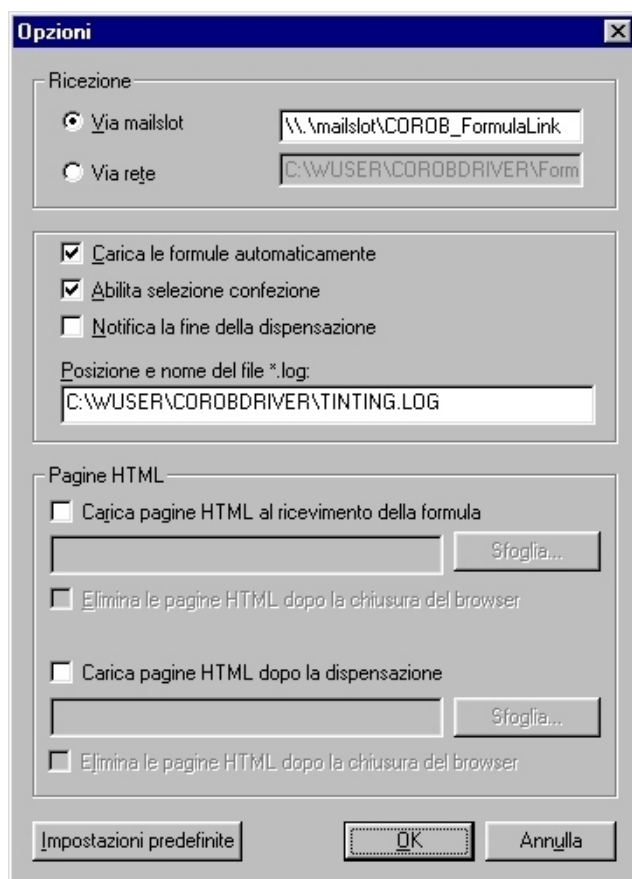 Opzioni
Ricezione
Via mailslot
\\.\mailslot\COROB_FormulaLink
Via rete
C:\WUSER\COROBDRIVER\Form
Carica le formule automaticamente
Abilita selezione confezione
Notifica la fine della dispensazione
Posizione e nome del file *.log:
C:\WUSER\COROBDRIVER\TINTING.LOG
Pagine HTML
Carica pagine HTML al ricevimento della formula
Sfoglia...
Elimina le pagine HTML dopo la chiusura del browser
Carica pagine HTML dopo la dispensazione
Sfoglia...
Elimina le pagine HTML dopo la chiusura del browser
Impostazioni predefinite
OK
Annulla